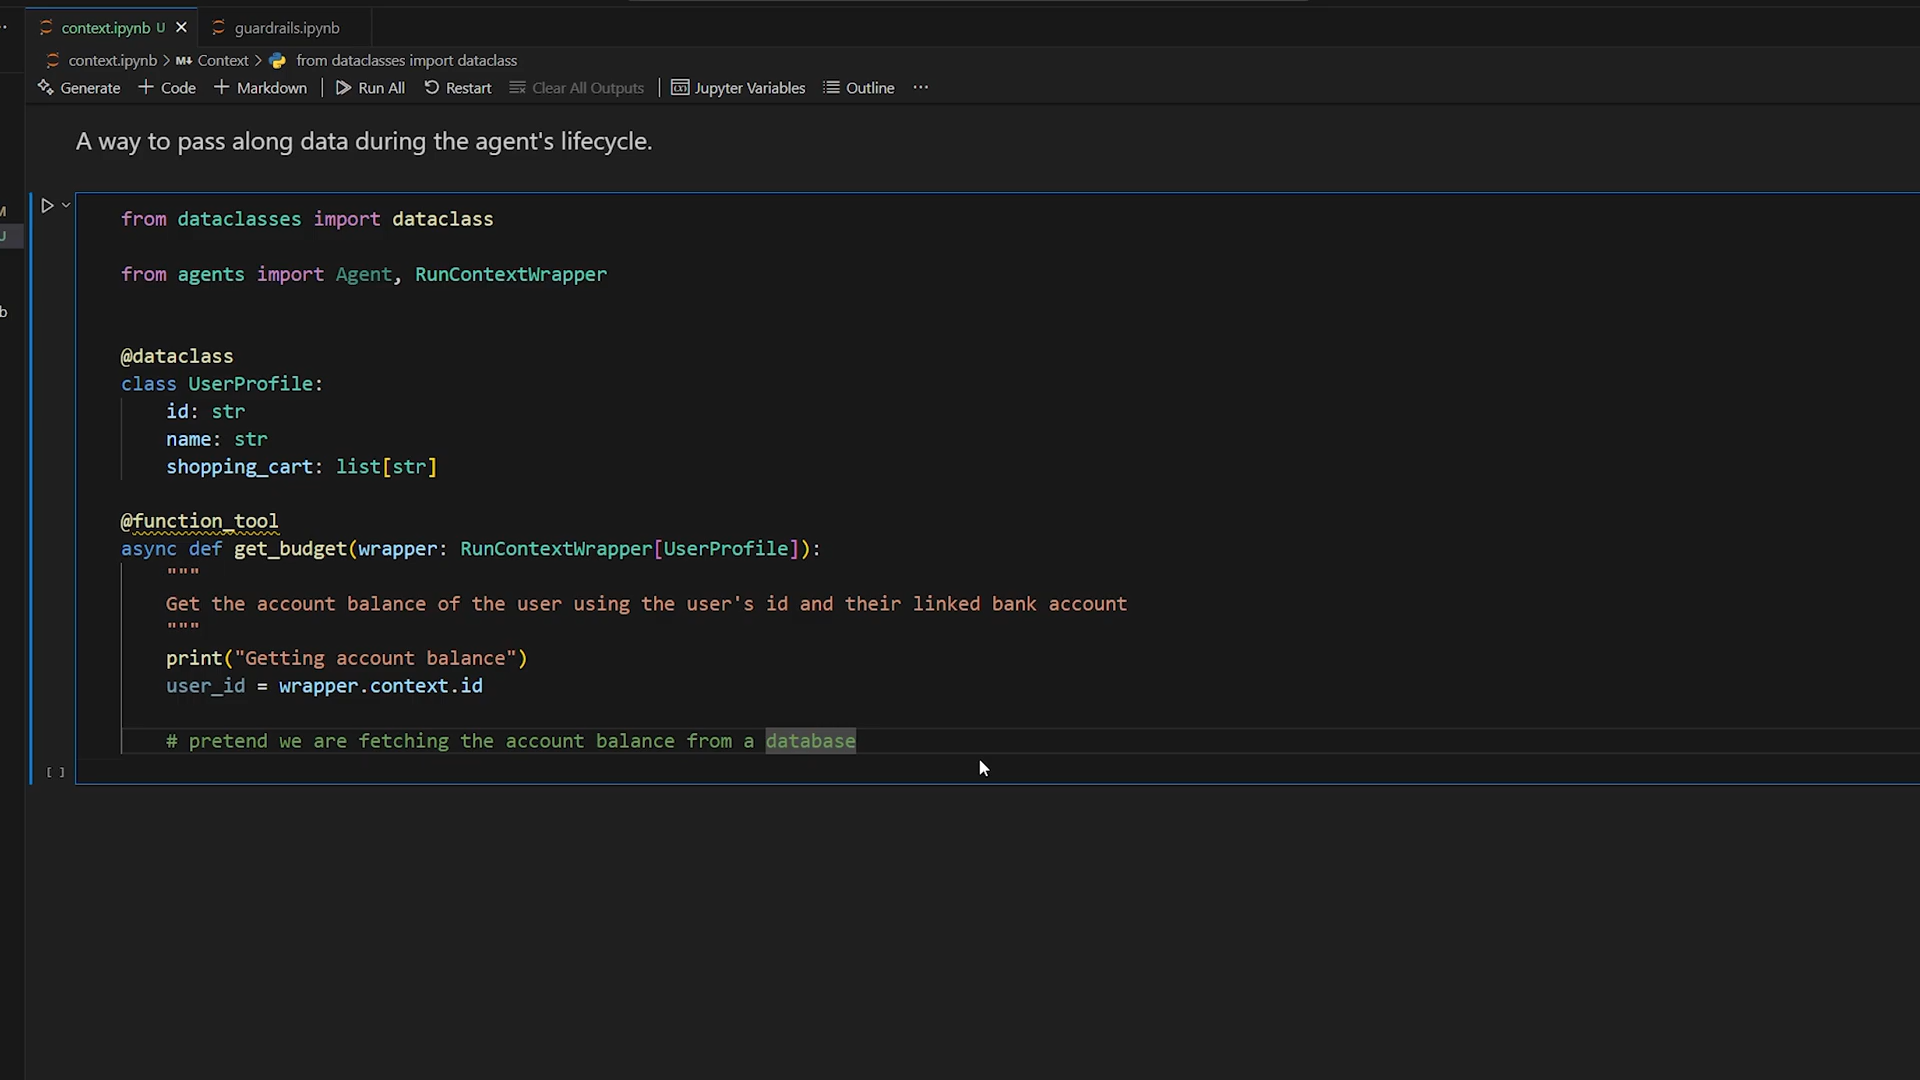 context.ipynb U
guardrails.ipynb
context.ipynb > M↓ Context > from dataclasses import dataclass
Generate + Code + Markdown | Run All Restart Clear All Outputs | Jupyter Variables Outline ...
A way to pass along data during the agent's lifecycle.
from dataclasses import dataclass
from agents import Agent, RunContextWrapper
@dataclass
class UserProfile:
    id: str
    name: str
    shopping_cart: list[str]
@function_tool
async def get_budget(wrapper: RunContextWrapper[UserProfile]):
    """
    Get the account balance of the user using the user's id and their linked bank account
    """
    print("Getting account balance")
    user_id = wrapper.context.id
    # pretend we are fetching the account balance from a database
[ ]